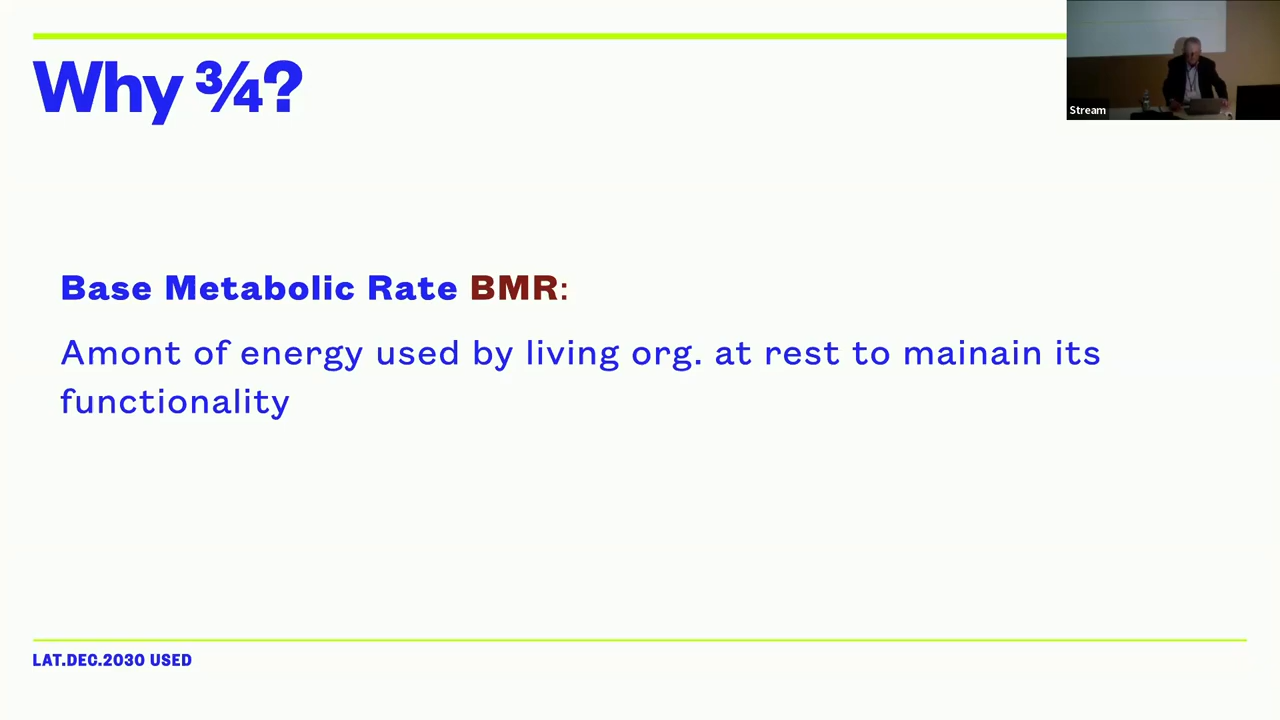 Why ¾?
Stream
Base Metabolic Rate BMR:
Amont of energy used by living org. at rest to mainain its
functionality
LAT.DEC.2030 USED